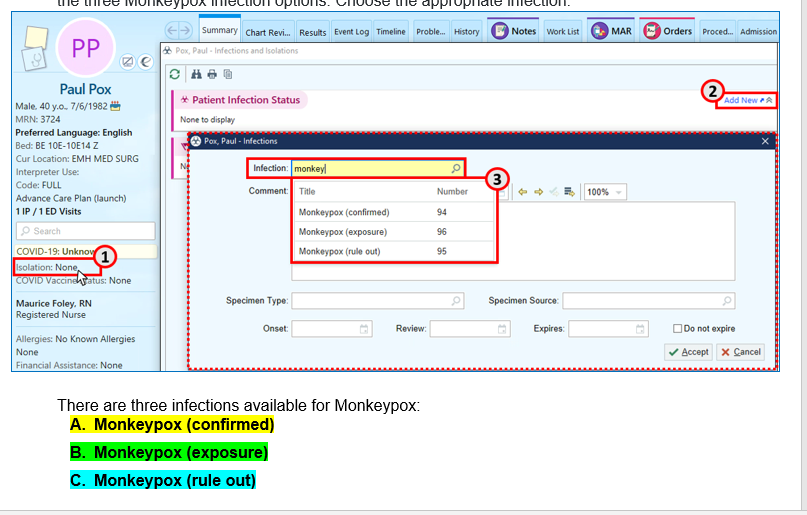 the three Monkeypox infection options. Choose the appropriate infection.
PP
Paul Pox
Male, 40 y.o., 7/6/1982
MRN: 3724
Preferred Language: English
Bed: BE 10E-10E14 Z
Cur Location: EMH MED SURG
Interpreter Use:
Code: FULL
Advance Care Plan (launch)
1 IP / 1 ED Visits
Search
COVID-19: Unknow
1
Isolation: None
COVID Vaccine Status: None
Maurice Foley, RN
Registered Nurse
Allergies: No Known Allergies
None
Financial Assistance: None
Summary Chart Revi... Results Event Log Timeline Proble... History Notes Work List MAR Orders Proced... Admission
Pox, Paul - Infections and Isolations
Patient Infection Status
2
Add New
None to display
Pox, Paul - Infections
Infection: monkey
3
Comment:
100%
Title Number
Monkeypox (confirmed) 94
Monkeypox (exposure) 96
Monkeypox (rule out) 95
Specimen Type: Specimen Source:
Onset: Review: Expires: Do not expire
Accept Cancel
There are three infections available for Monkeypox:
A. Monkeypox (confirmed)
B. Monkeypox (exposure)
C. Monkeypox (rule out)